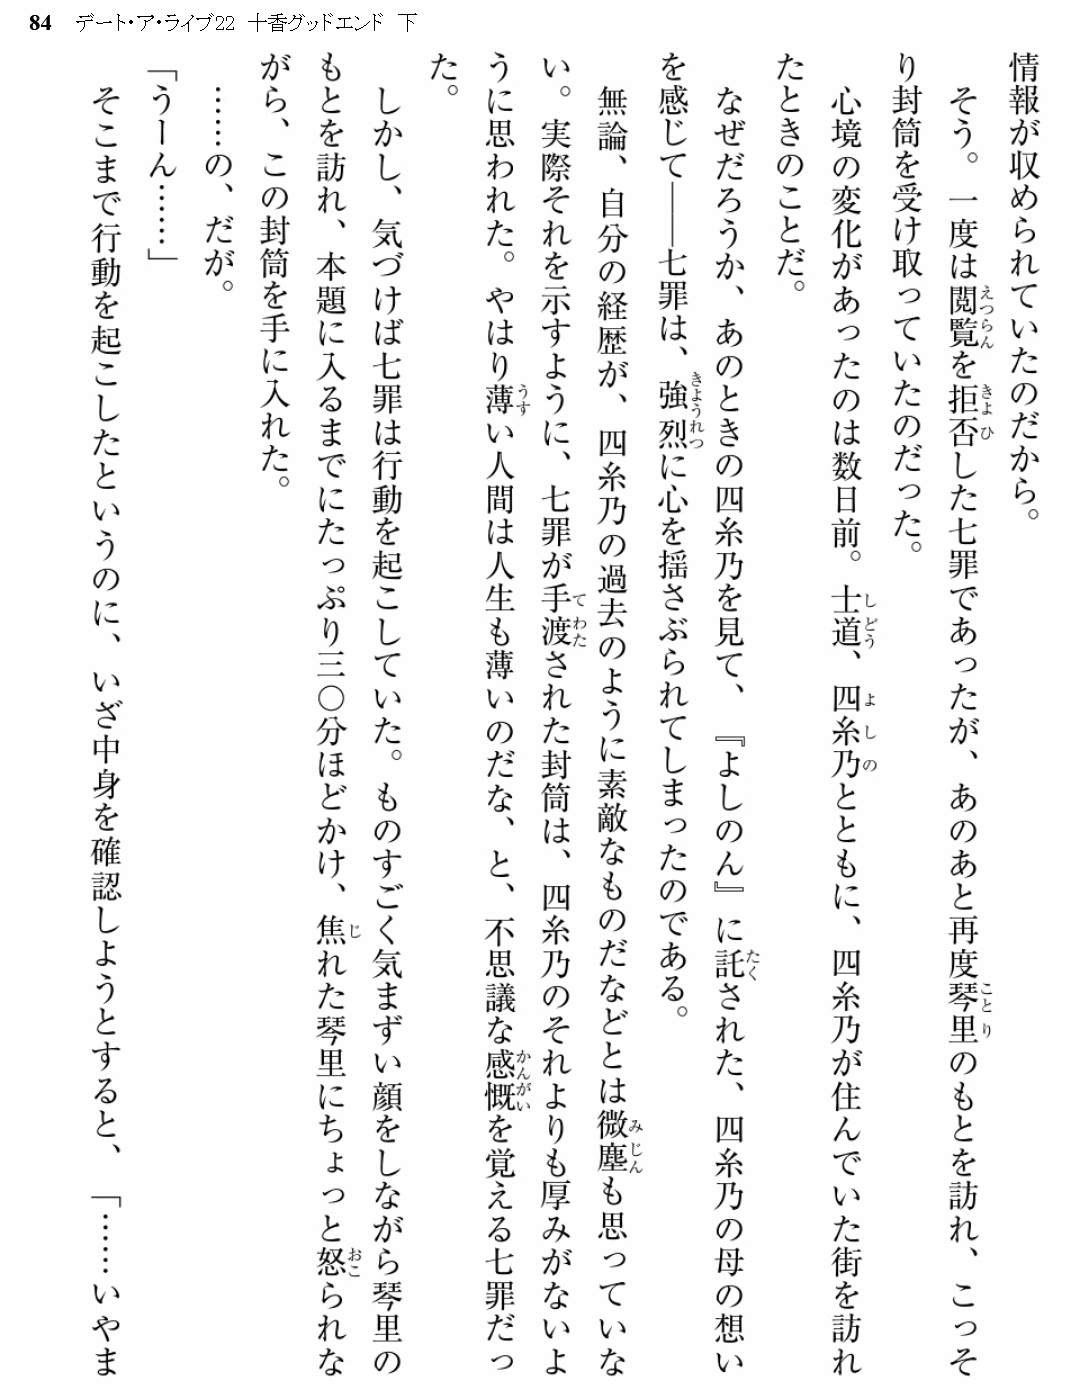 84 デート・ア・ライブ22 十香グッドエンド 下
情報が収められていたのだから。
そう。一度は閲覧を拒否した七罪であったが、あのあと再度琴里のもとを訪れ、こっそ
り封筒を受け取っていたのだった。
心境の変化があったのは数日前。士道、四糸乃とともに、四糸乃が住んでいた街を訪れ
たときのことだ。
なぜだろうか、あのときの四糸乃を見て、『よしのん』に託された、四糸乃の母の想い
を感じて――七罪は、強烈に心を揺さぶられてしまったのである。
無論、自分の経歴が、四糸乃の過去のように素敵なものだなどとは微塵も思っていな
い。実際それを示すように、七罪が手渡された封筒は、四糸乃のそれよりも厚みがないよ
うに思われた。やはり薄い人間は人生も薄いのだな、と、不思議な感慨を覚える七罪だっ
た。
しかし、気づけば七罪は行動を起こしていた。ものすごく気まずい顔をしながら琴里の
もとを訪れ、本題に入るまでにたっぷり三〇分ほどかけ、焦れた琴里にちょっと怒られな
がら、この封筒を手に入れた。
……の、だが。
「うーん……」
そこまで行動を起こしたというのに、いざ中身を確認しようとすると、「……いやま